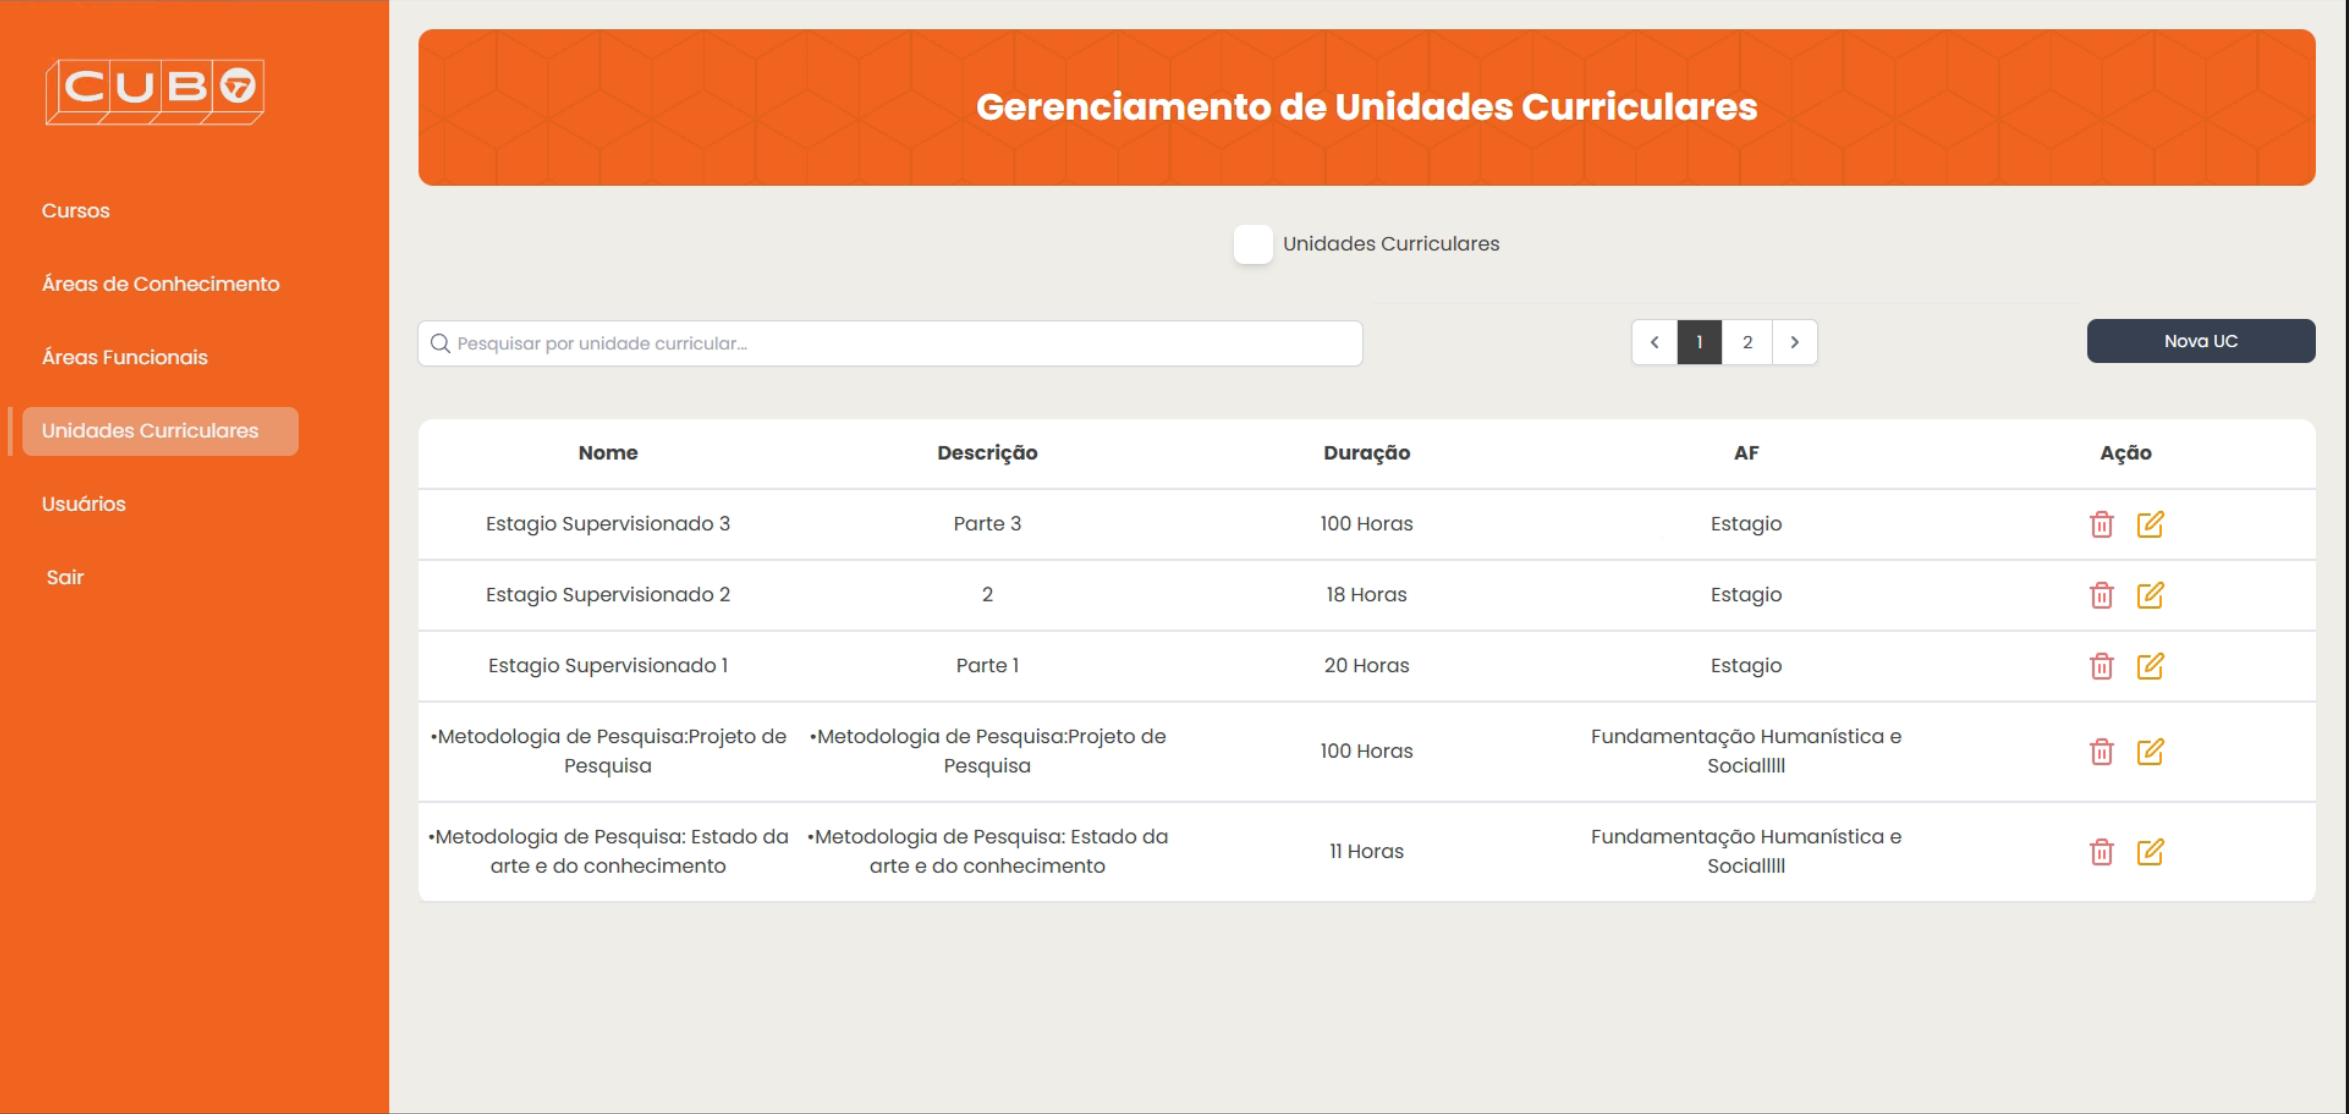 CUBO
Cursos
Áreas de Conhecimento
Áreas Funcionais
Unidades Curriculares
Usuários
Sair
Gerenciamento de Unidades Curriculares
Unidades Curriculares
Pesquisar por unidade curricular...
1 2
Nova UC
Nome Descrição Duração AF Ação
Estagio Supervisionado 3 Parte 3 100 Horas Estagio
Estagio Supervisionado 2 2 18 Horas Estagio
Estagio Supervisionado 1 Parte 1 20 Horas Estagio
•Metodologia de Pesquisa:Projeto de •Metodologia de Pesquisa:Projeto de 100 Horas Fundamentação Humanística e
Pesquisa Pesquisa Sociallllll
•Metodologia de Pesquisa: Estado da •Metodologia de Pesquisa: Estado da 11 Horas Fundamentação Humanística e
arte e do conhecimento arte e do conhecimento Sociallllll